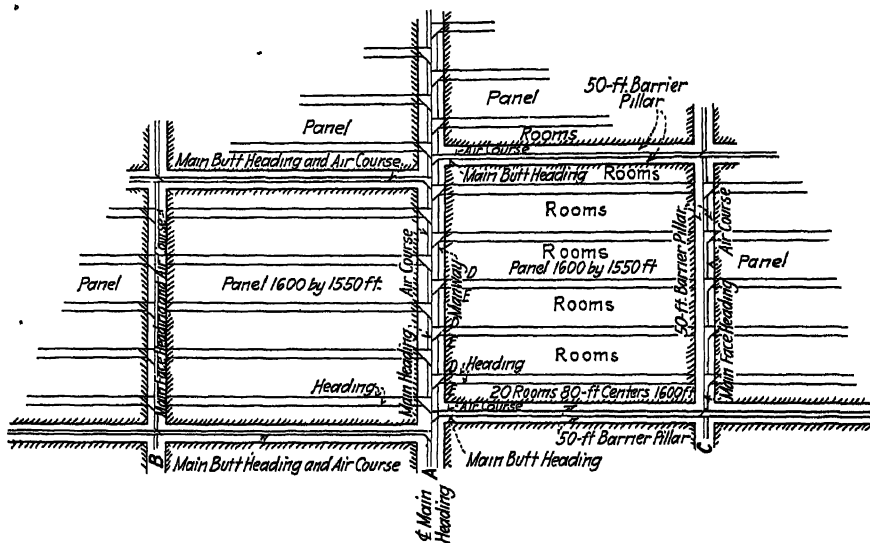 Panel
50-ft. Barrier
Pillar
Panel
Rooms
Air Course
Main Butt Heading and Air Course
Main Butt Heading
Rooms
Rooms
Rooms
Panel
Panel 1600 by 1550 ft.
Panel 1600 by 1550 ft
Panel
Main Face Heading and Air Course
Main Heading
Air Course
Manway
D
50-ft. Barrier Pillar
Air Course
Main Face Heading
Rooms
Rooms
D
Heading
Heading
20 Rooms 80-ft Centers 1600 ft
Air Course
50-ft Barrier Pillar
Main Butt Heading and Air Course
Main Butt Heading
B
A
C
℄ Main
Heading